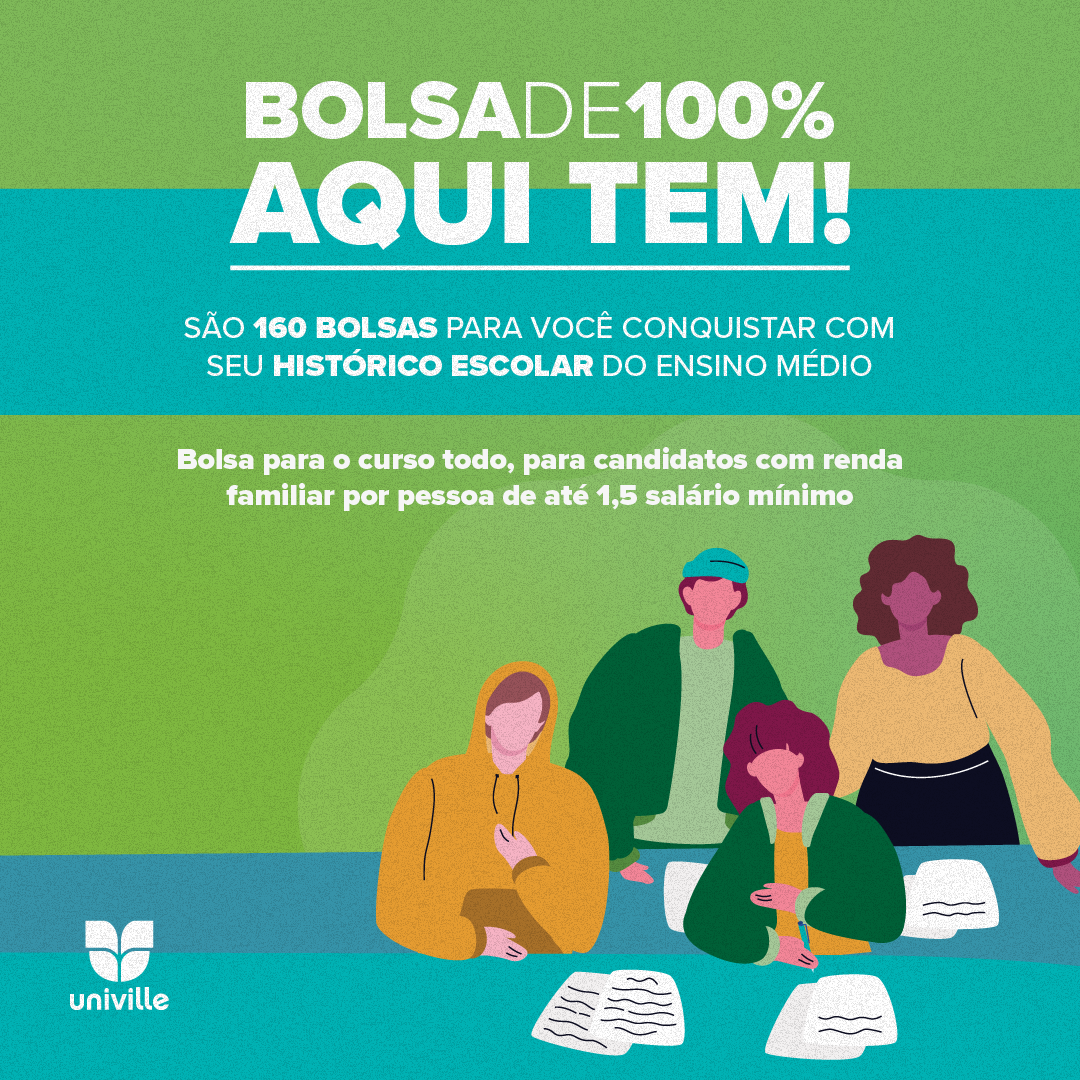 BOLSADE100%
AQUI TEM!
SÃO 160 BOLSAS PARA VOCÊ CONQUISTAR COM
SEU HISTÓRICO ESCOLAR DO ENSINO MÉDIO
Bolsa para o curso todo, para candidatos com renda
familiar por pessoa de até 1,5 salário mínimo
univille